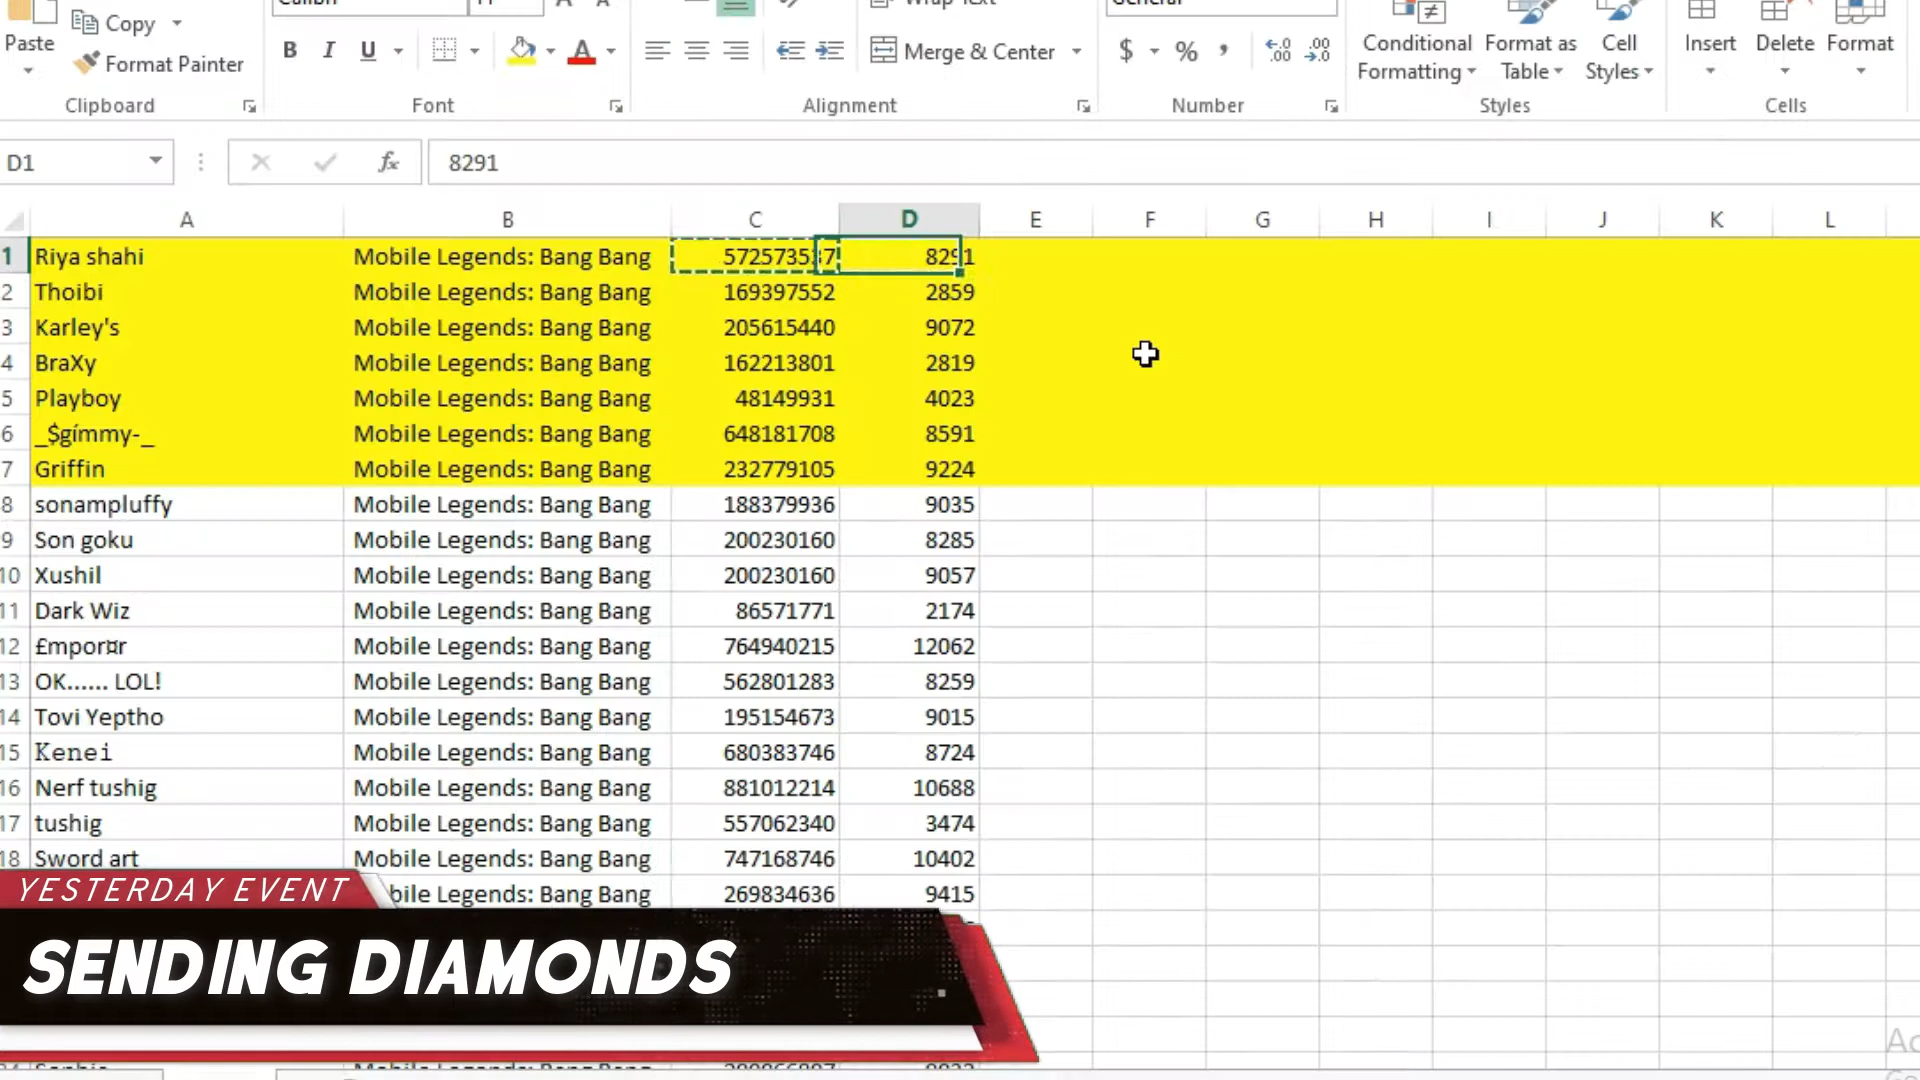 Copy
Paste
Format Painter
Clipboard
B I U
A
Font
Merge & Center
Alignment
General
$ % ,
Number
Conditional Formatting
Format as Table
Cell Styles
Styles
Insert
Delete
Format
Cells
D1
fx
8291
A B C D E F G H I J K L
1 Riya shahi Mobile Legends: Bang Bang 8291
2 Thoibi Mobile Legends: Bang Bang 169397552 2859
3 Karley's Mobile Legends: Bang Bang 205615440 9072
4 BraXy Mobile Legends: Bang Bang 162213801 2819
5 Playboy Mobile Legends: Bang Bang 48149931 4023
6 _$gímmy-_ Mobile Legends: Bang Bang 648181708 8591
7 Griffin Mobile Legends: Bang Bang 232779105 9224
8 sonampluffy Mobile Legends: Bang Bang 188379936 9035
9 Son goku Mobile Legends: Bang Bang 200230160 8285
10 Xushil Mobile Legends: Bang Bang 200230160 9057
11 Dark Wiz Mobile Legends: Bang Bang 86571771 2174
12 £mpor¤r Mobile Legends: Bang Bang 764940215 12062
13 OK...... LOL! Mobile Legends: Bang Bang 562801283 8259
14 Tovi Yeptho Mobile Legends: Bang Bang 195154673 9015
15 Kenei Mobile Legends: Bang Bang 680383746 8724
16 Nerf tushig Mobile Legends: Bang Bang 881012214 10688
17 tushig Mobile Legends: Bang Bang 557062340 3474
18 Sword art Mobile Legends: Bang Bang 747168746 10402
bile Legends: Bang Bang 269834636 9415
YESTERDAY EVENT
SENDING DIAMONDS